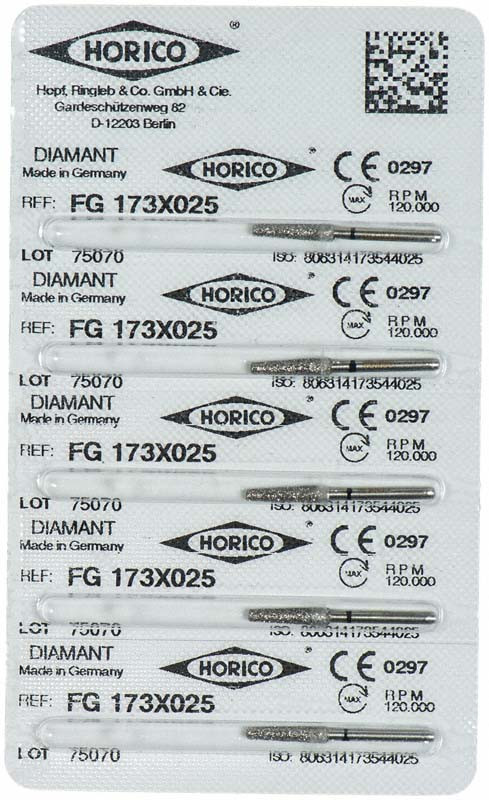 HORICO ®
Hopf, Ringleb & Co. GmbH & Cie.
Gardeschützenweg 82
D-12203 Berlin
DIAMANT HORICO ® CE 0297
Made in Germany
MAX RPM 120.000
REF: FG 173X025
LOT 75070 ISO: 806314173544025
DIAMANT HORICO ® CE 0297
Made in Germany
MAX RPM 120.000
REF: FG 173X025
LOT 75070 ISO: 806314173544025
DIAMANT HORICO ® CE 0297
Made in Germany
MAX RPM 120.000
REF: FG 173X025
LOT 75070 ISO: 806314173544025
DIAMANT HORICO ® CE 0297
Made in Germany
MAX RPM 120.000
REF: FG 173X025
LOT 75070 ISO: 806314173544025
DIAMANT HORICO ® CE 0297
Made in Germany
MAX RPM 120.000
REF: FG 173X025
LOT 75070 ISO: 806314173544025